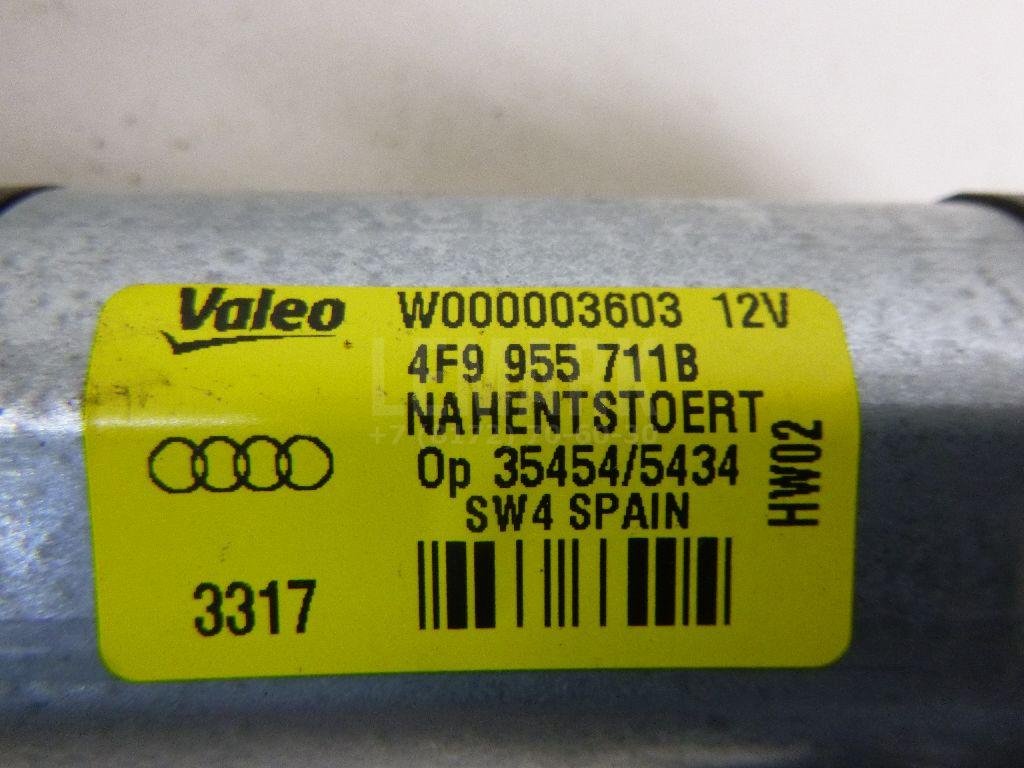 Valeo W000003603 12V
4F9 955 711B
NAHENTSTOERT
Op 35454/5434
SW4 SPAIN
HW02
3317